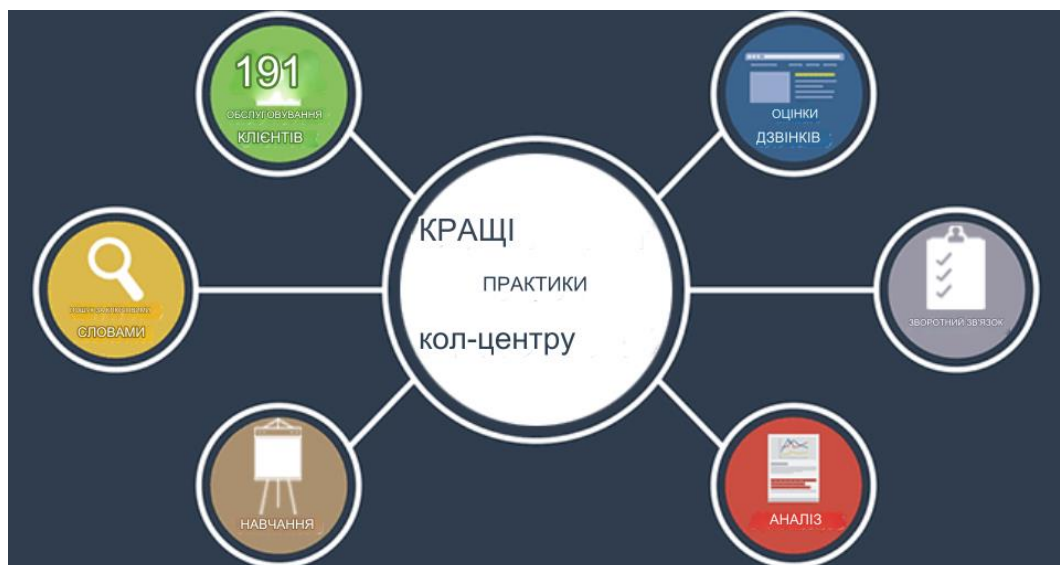 191
ОБСЛУГОВУВАННЯ
КЛІЄНТІВ
ОЦІНКИ
ДЗВІНКІВ
КРАЩІ
ПРАКТИКИ
кол-центру
СЛОВАМИ
ЗВОРОТНИЙ ЗВ'ЯЗОК
НАВЧАННЯ
АНАЛІЗ